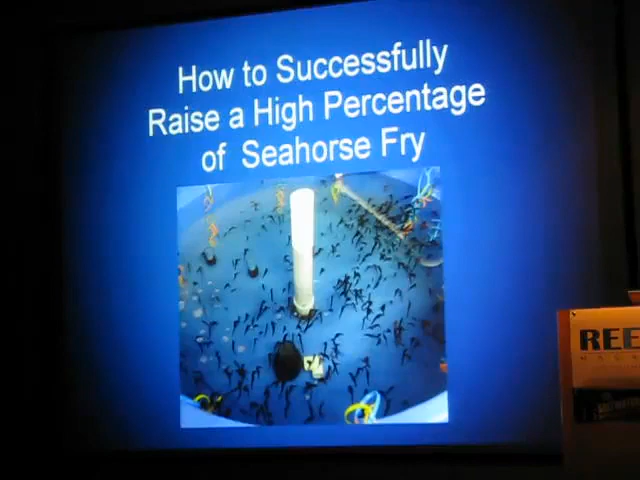 How to Successfully
Raise a High Percentage
of Seahorse Fry
REE